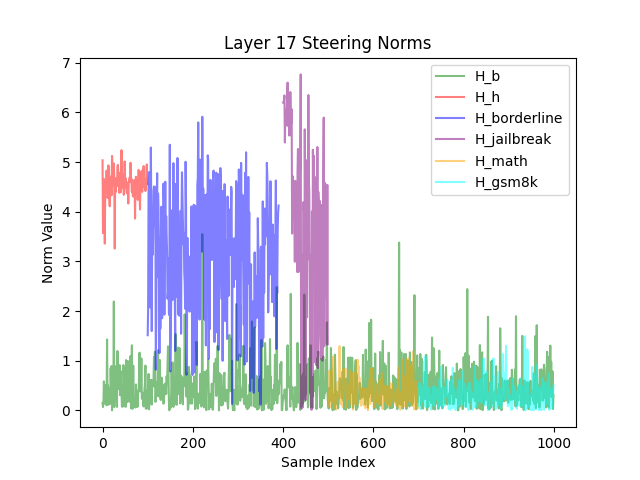 Layer 17 Steering Norms
7
6
5
4
3
2
1
0
Norm Value
H_b
H_h
H_borderline
H_jailbreak
H_math
H_gsm8k
0
200
400
600
800
1000
Sample Index